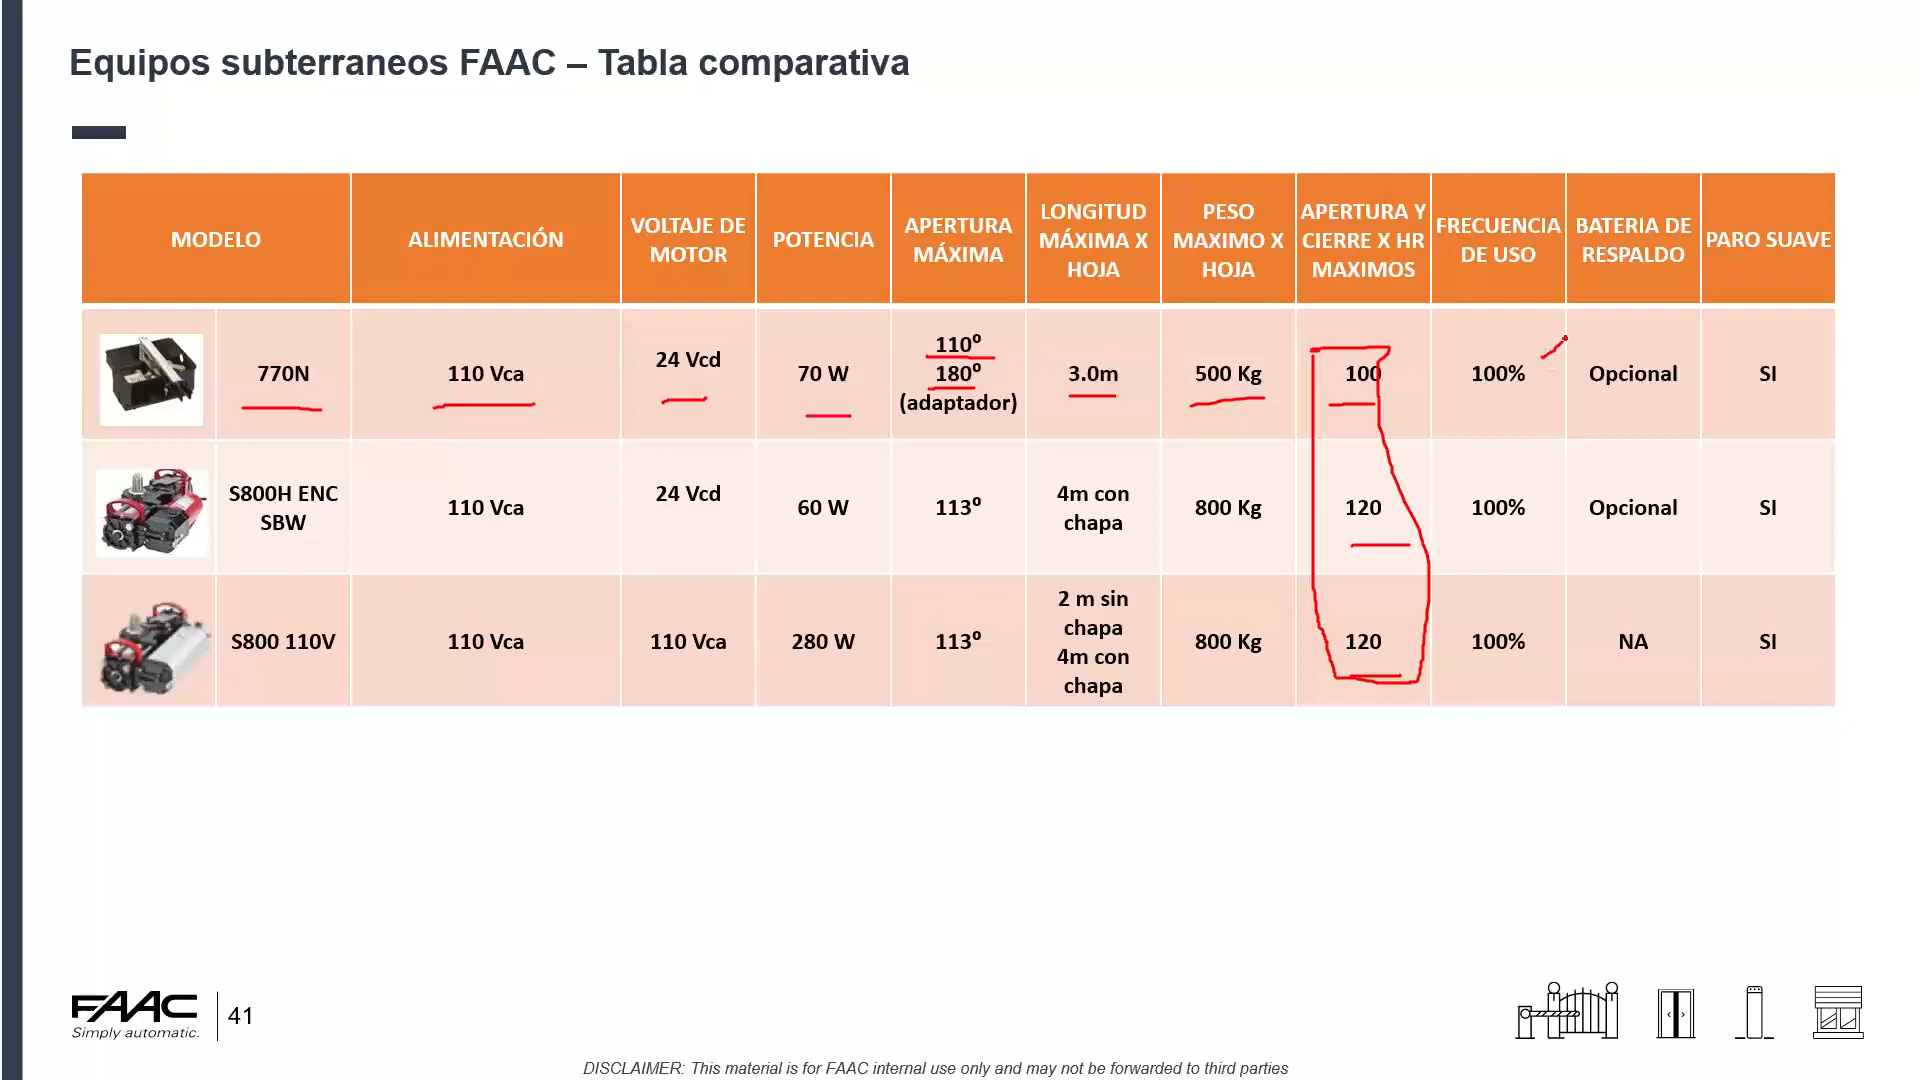 Equipos subterraneos FAAC – Tabla comparativa
MODELO
ALIMENTACIÓN
VOLTAJE DE
MOTOR
POTENCIA
APERTURA
MÁXIMA
LONGITUD
MÁXIMA X
HOJA
PESO
MAXIMO X
HOJA
APERTURA Y
CIERRE X HR
MAXIMOS
FRECUENCIA
DE USO
BATERIA DE
RESPALDO
PARO SUAVE
770N
110 Vca
24 Vcd
70 W
110º
180º
(adaptador)
3.0m
500 Kg
100
100%
Opcional
SI
S800H ENC
SBW
110 Vca
24 Vcd
60 W
113º
4m con
chapa
800 Kg
120
100%
Opcional
SI
S800 110V
110 Vca
110 Vca
280 W
113º
2 m sin
chapa
4m con
chapa
800 Kg
120
100%
NA
SI
FAAC
Simply automatic.
41
DISCLAIMER: This material is for FAAC internal use only and may not be forwarded to third parties